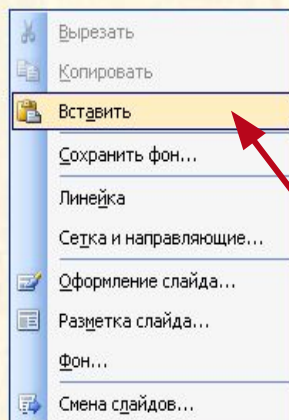 Вырезать
Копировать
Вставить
Сохранить фон...
Линейка
Сетка и направляющие...
Оформление слайда...
Разметка слайда...
Фон...
Смена слайдов...